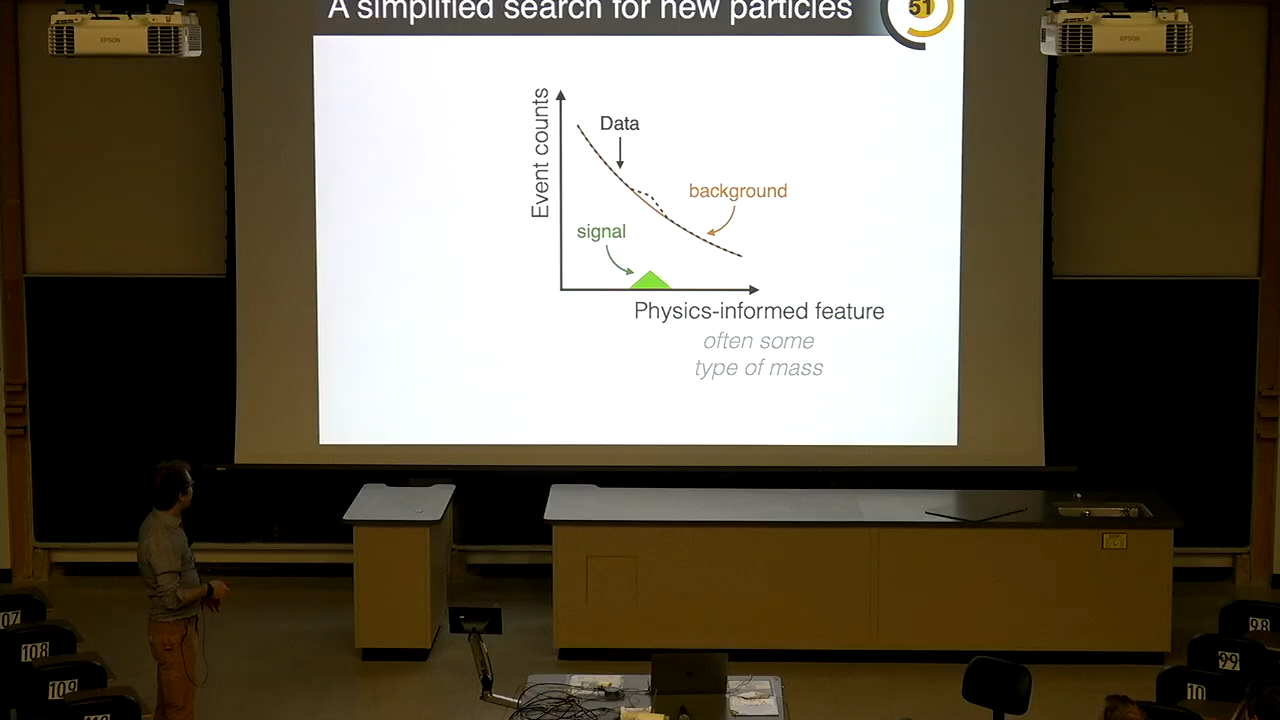 A simplified search for new particles
51
EPSON
EPSON
Event counts
Data
background
signal
Physics-informed feature
often some
type of mass
07
108
109
98
99
10